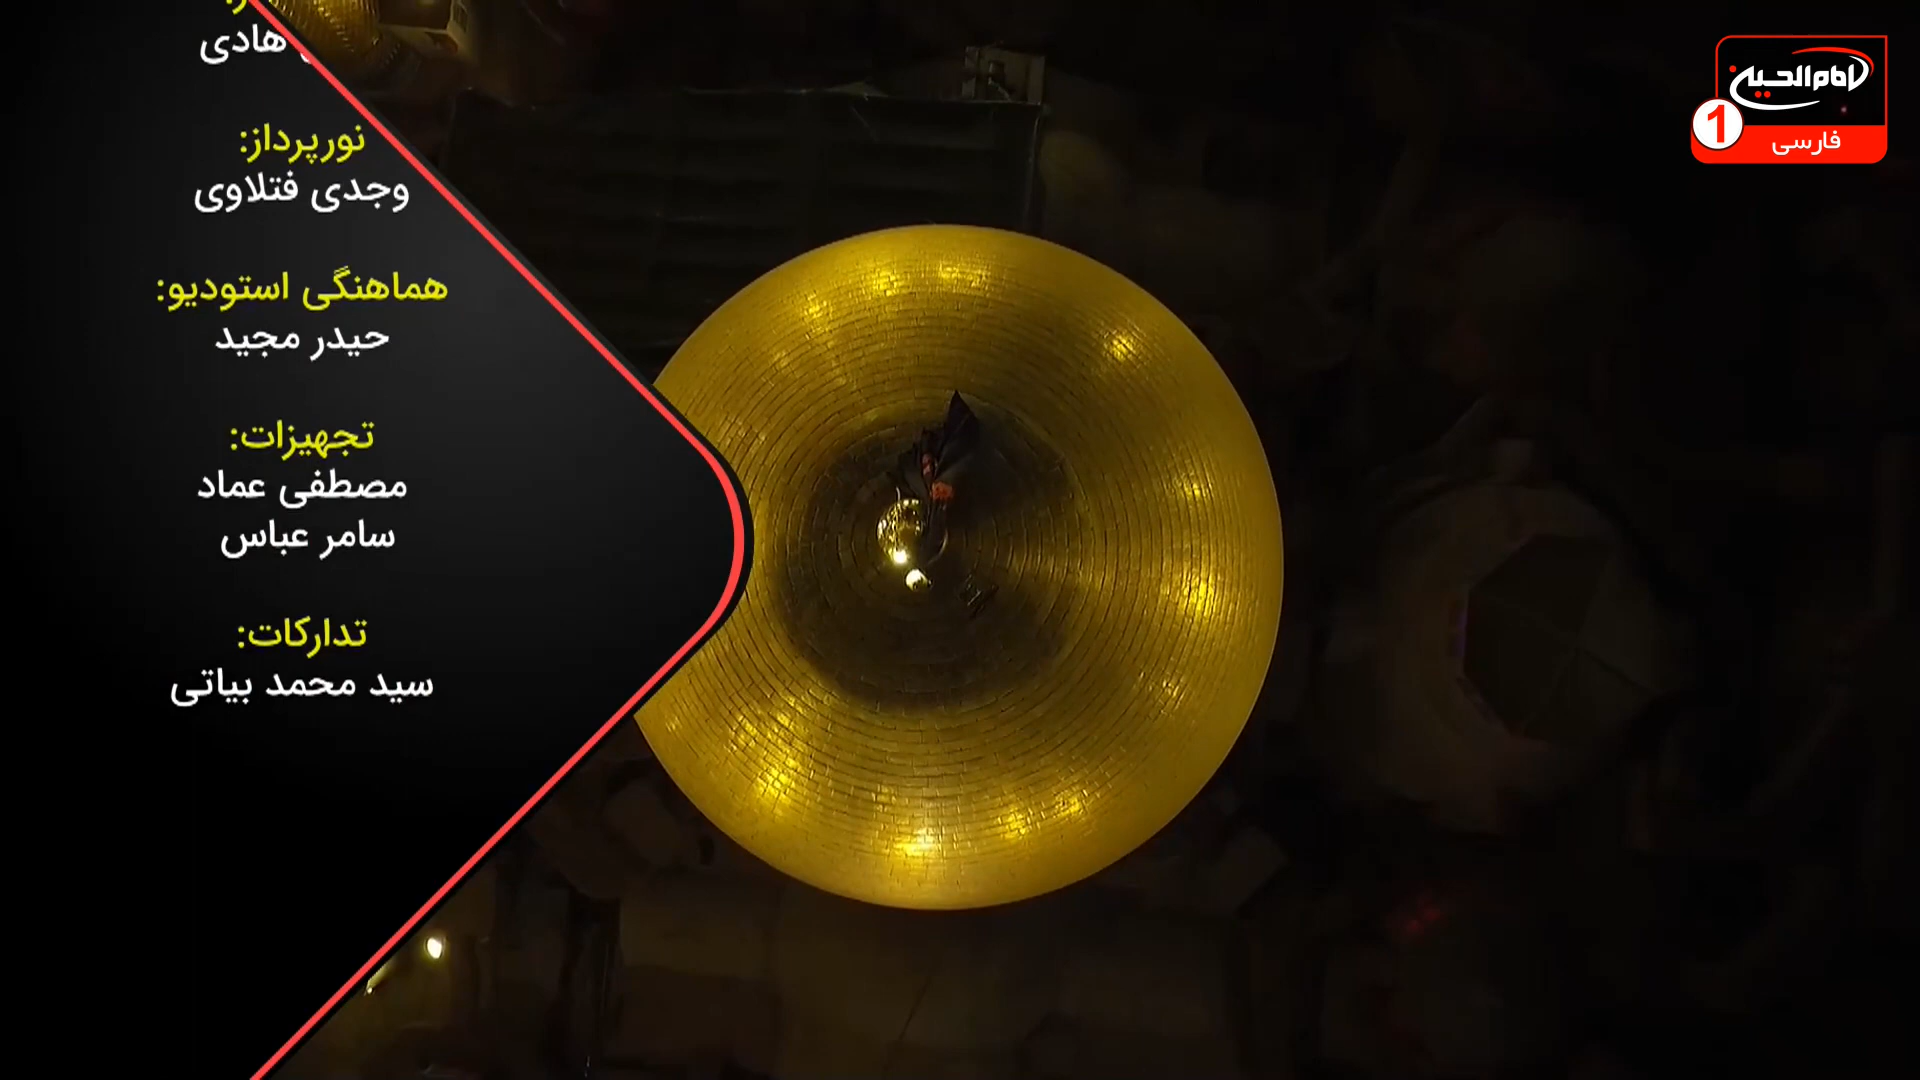 هادی
نورپرداز:
وجدی فتلاوی
هماهنگی استودیو:
حیدر مجید
تجهیزات:
مصطفی عماد
سامر عباس
تدارکات:
سید محمد بیاتی
امام الحسین
1
فارسی